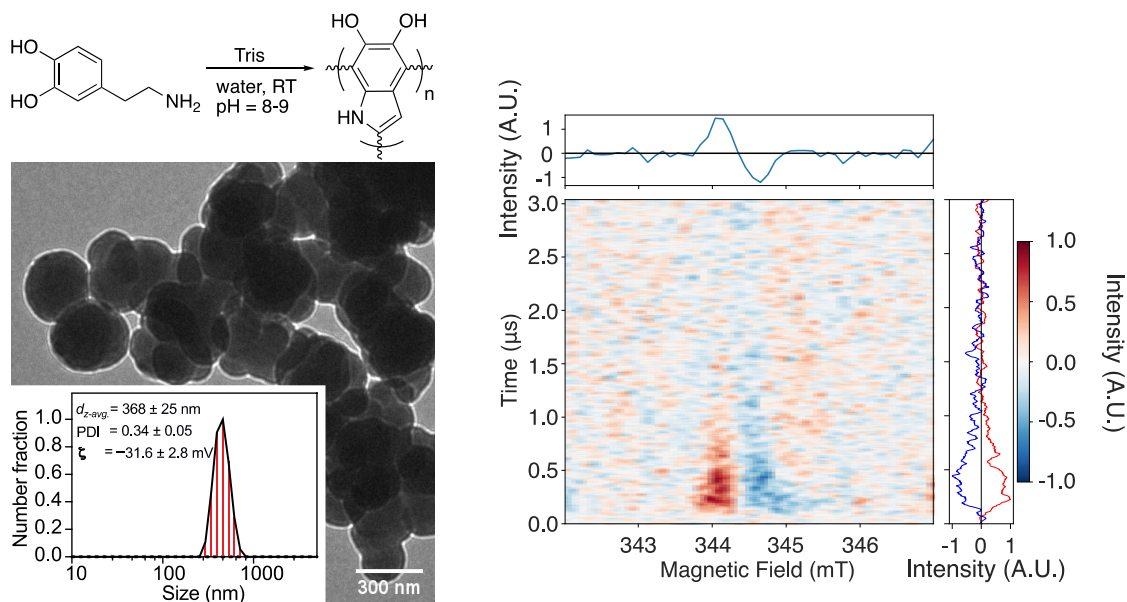 HO
HO
NH2
Tris
water, RT
pH = 8-9
HO OH
n
HN
300 nm
Number fraction
1.0
0.8
0.6
0.4
0.2
0.0
dz-avg. = 368 ± 25 nm
PDI = 0.34 ± 0.05
ζ = −31.6 ± 2.8 mV
10 100 1000
Size (nm)
Intensity (A.U.)
1
0
-1
Time (μs)
3.0
2.5
2.0
1.5
1.0
0.5
0.0
343 344 345 346
Magnetic Field (mT)
-1 0 1
Intensity (A.U.)
1.0
0.5
0.0
-0.5
-1.0
Intensity (A.U.)